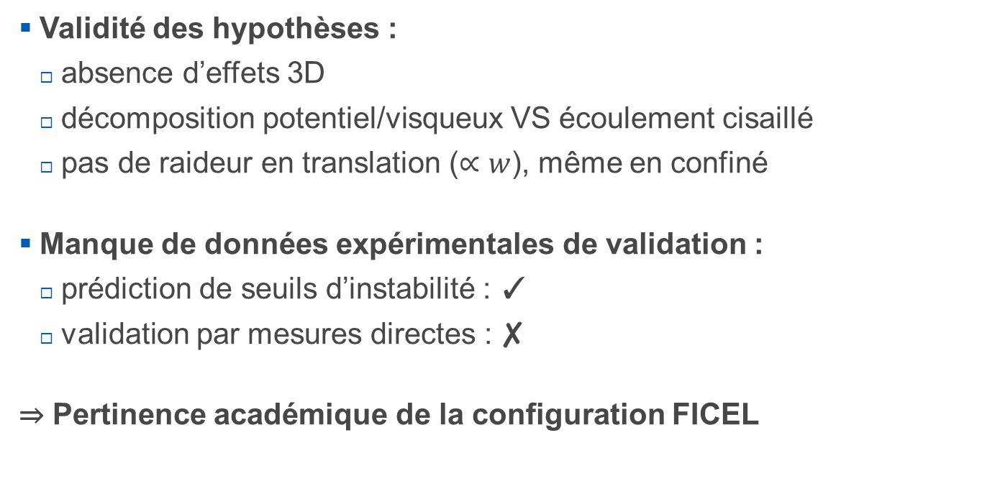 ▪ Validité des hypothèses :
□ absence d’effets 3D
□ décomposition potentiel/visqueux VS écoulement cisaillé
□ pas de raideur en translation (∝ w), même en confiné
▪ Manque de données expérimentales de validation :
□ prédiction de seuils d’instabilité : ✓
□ validation par mesures directes : ✗
⇒ Pertinence académique de la configuration FICEL